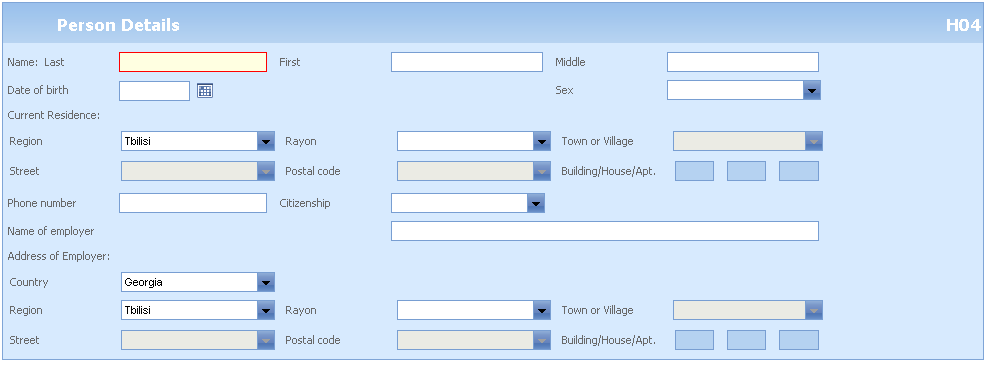 Person Details H04
Name: Last First Middle
Date of birth Sex
Current Residence:
Region Tbilisi Rayon Town or Village
Street Postal code Building/House/Apt.
Phone number Citizenship
Name of employer
Address of Employer:
Country Georgia
Region Tbilisi Rayon Town or Village
Street Postal code Building/House/Apt.